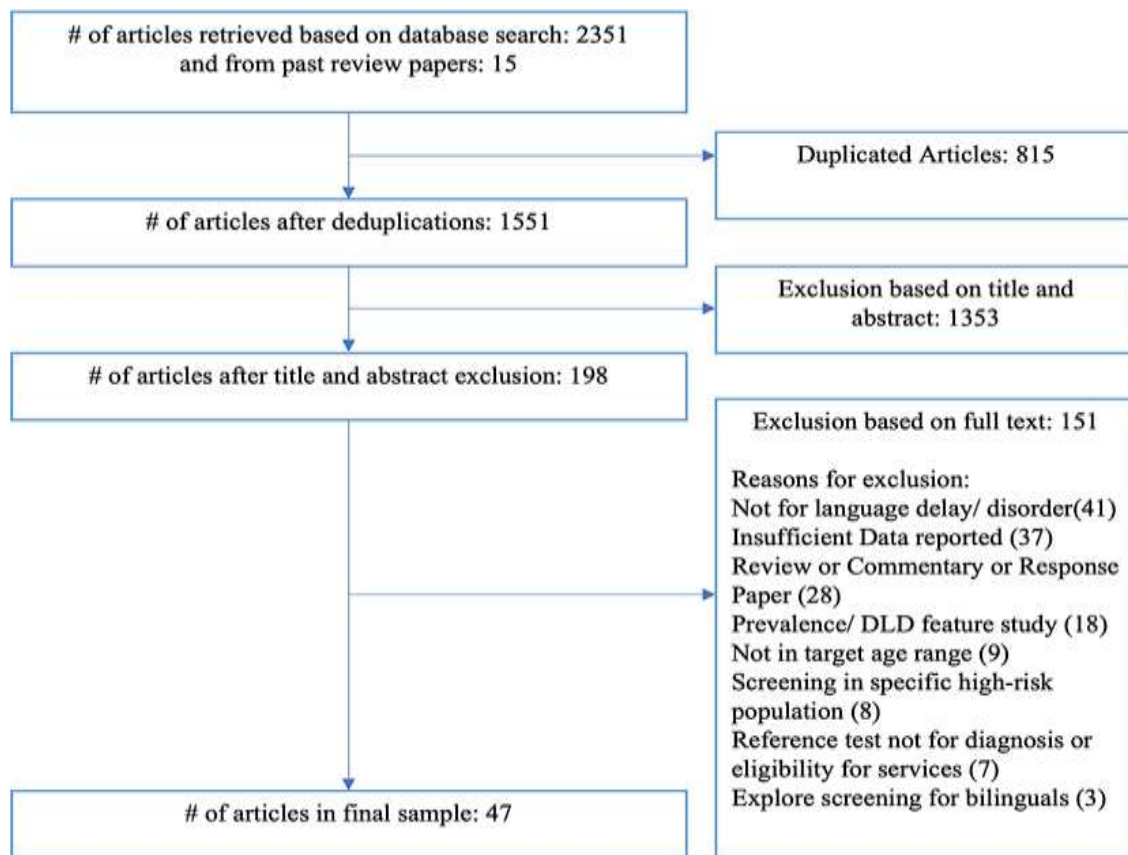 # of articles retrieved based on database search: 2351
and from past review papers: 15
Duplicated Articles: 815
# of articles after deduplications: 1551
Exclusion based on title and
abstract: 1353
# of articles after title and abstract exclusion: 198
Exclusion based on full text: 151
Reasons for exclusion:
Not for language delay/ disorder(41)
Insufficient Data reported (37)
Review or Commentary or Response
Paper (28)
Prevalence/ DLD feature study (18)
Not in target age range (9)
Screening in specific high-risk
population (8)
Reference test not for diagnosis or
eligibility for services (7)
Explore screening for bilinguals (3)
# of articles in final sample: 47